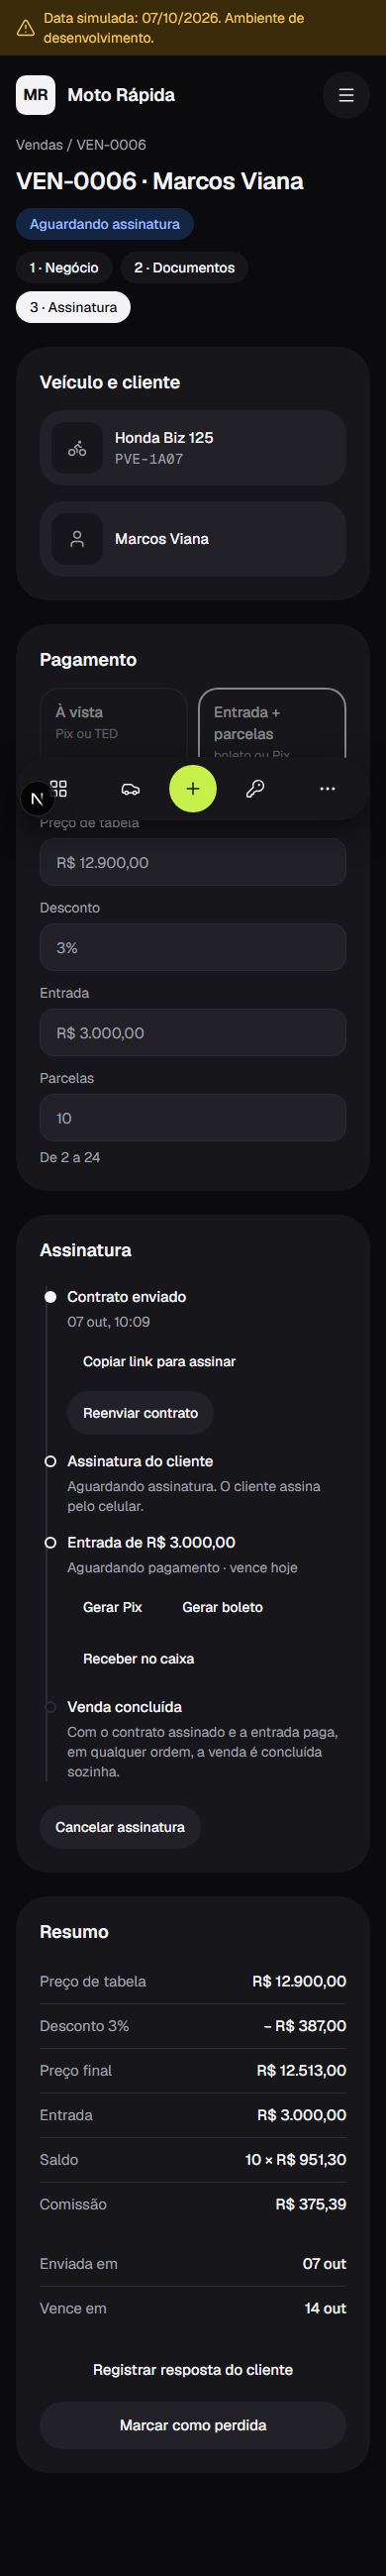 Data simulada: 07/10/2026. Ambiente de
desenvolvimento.
MR
Moto Rápida
Vendas / VEN-0006
VEN-0006 · Marcos Viana
Aguardando assinatura
1 · Negócio
2 · Documentos
3 · Assinatura
Veículo e cliente
Honda Biz 125
PVE-1A07
Marcos Viana
Pagamento
À vista
Pix ou TED
Entrada +
parcelas
boleto ou Pix
N
Preço de tabela
R$ 12.900,00
Desconto
3%
Entrada
R$ 3.000,00
Parcelas
10
De 2 a 24
Assinatura
Contrato enviado
07 out, 10:09
Copiar link para assinar
Reenviar contrato
Assinatura do cliente
Aguardando assinatura. O cliente assina
pelo celular.
Entrada de R$ 3.000,00
Aguardando pagamento · vence hoje
Gerar Pix
Gerar boleto
Receber no caixa
Venda concluída
Com o contrato assinado e a entrada paga,
em qualquer ordem, a venda é concluída
sozinha.
Cancelar assinatura
Resumo
Preço de tabela R$ 12.900,00
Desconto 3% – R$ 387,00
Preço final R$ 12.513,00
Entrada R$ 3.000,00
Saldo 10 × R$ 951,30
Comissão R$ 375,39
Enviada em 07 out
Vence em 14 out
Registrar resposta do cliente
Marcar como perdida